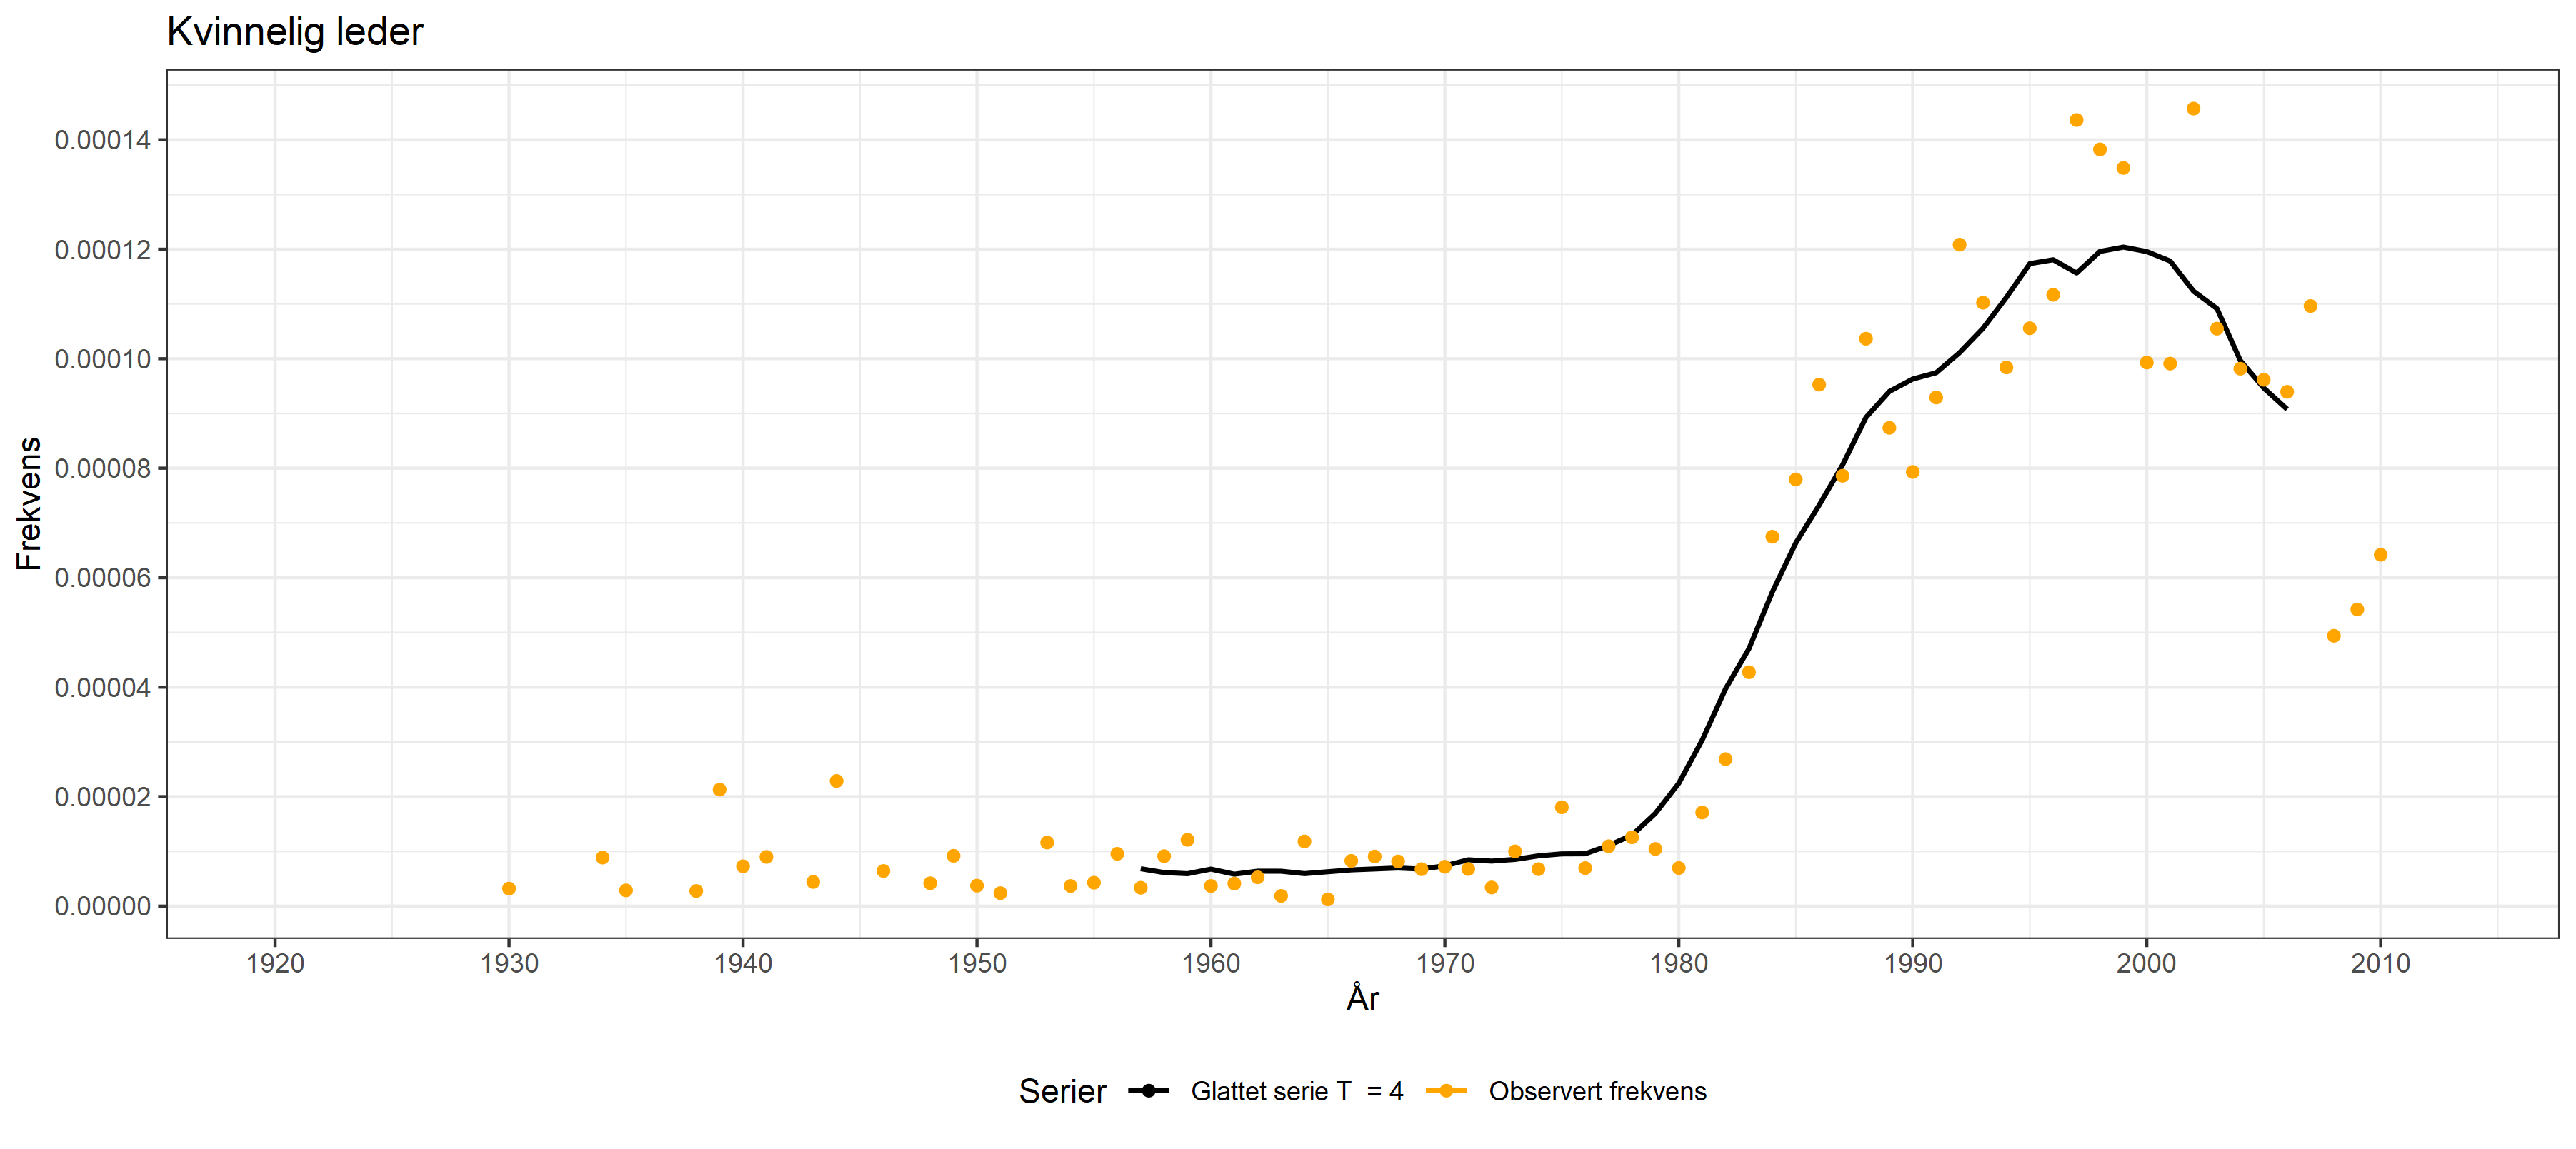 Kvinnelig leder
0.00014
0.00012
0.00010
0.00008
0.00006
0.00004
0.00002
0.00000
Frekvens
1920 1930 1940 1950 1960 1970 1980 1990 2000 2010
År
Serier Glattet serie T = 4 Observert frekvens